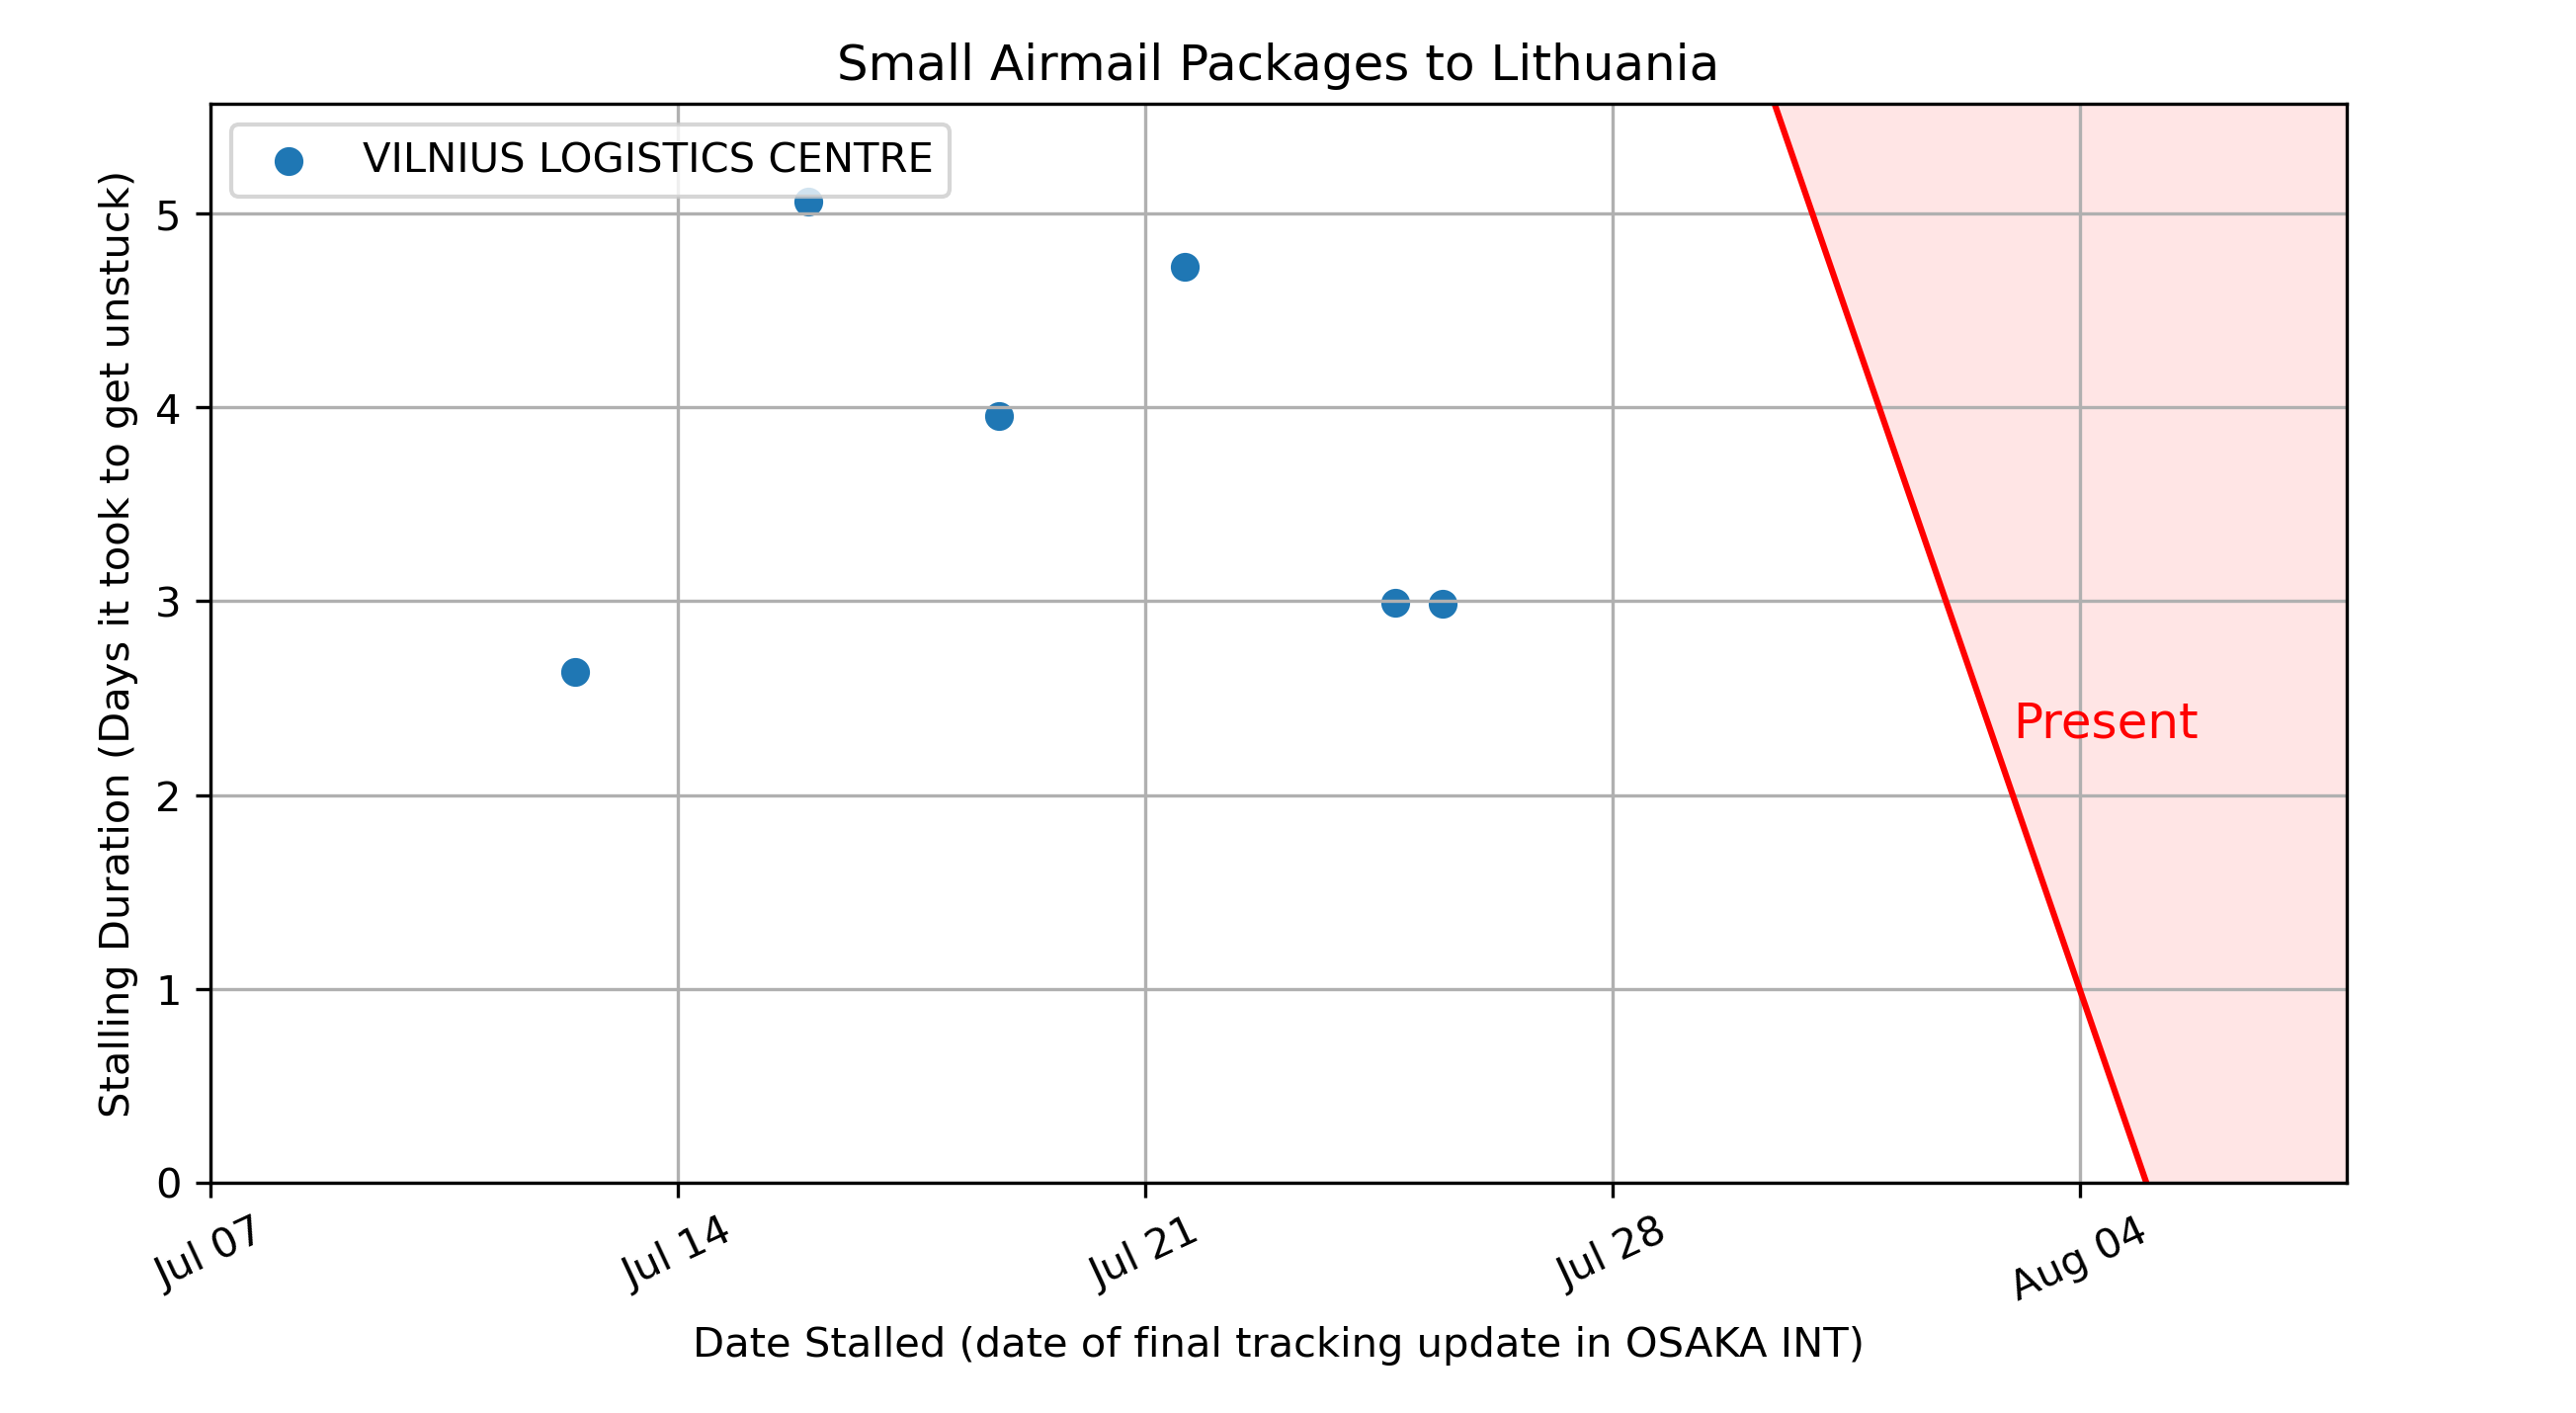 Small Airmail Packages to Lithuania
VILNIUS LOGISTICS CENTRE
Stalling Duration (Days it took to get unstuck)
5
4
3
2
1
0
Present
Jul 07
Jul 14
Jul 21
Jul 28
Aug 04
Date Stalled (date of final tracking update in OSAKA INT)